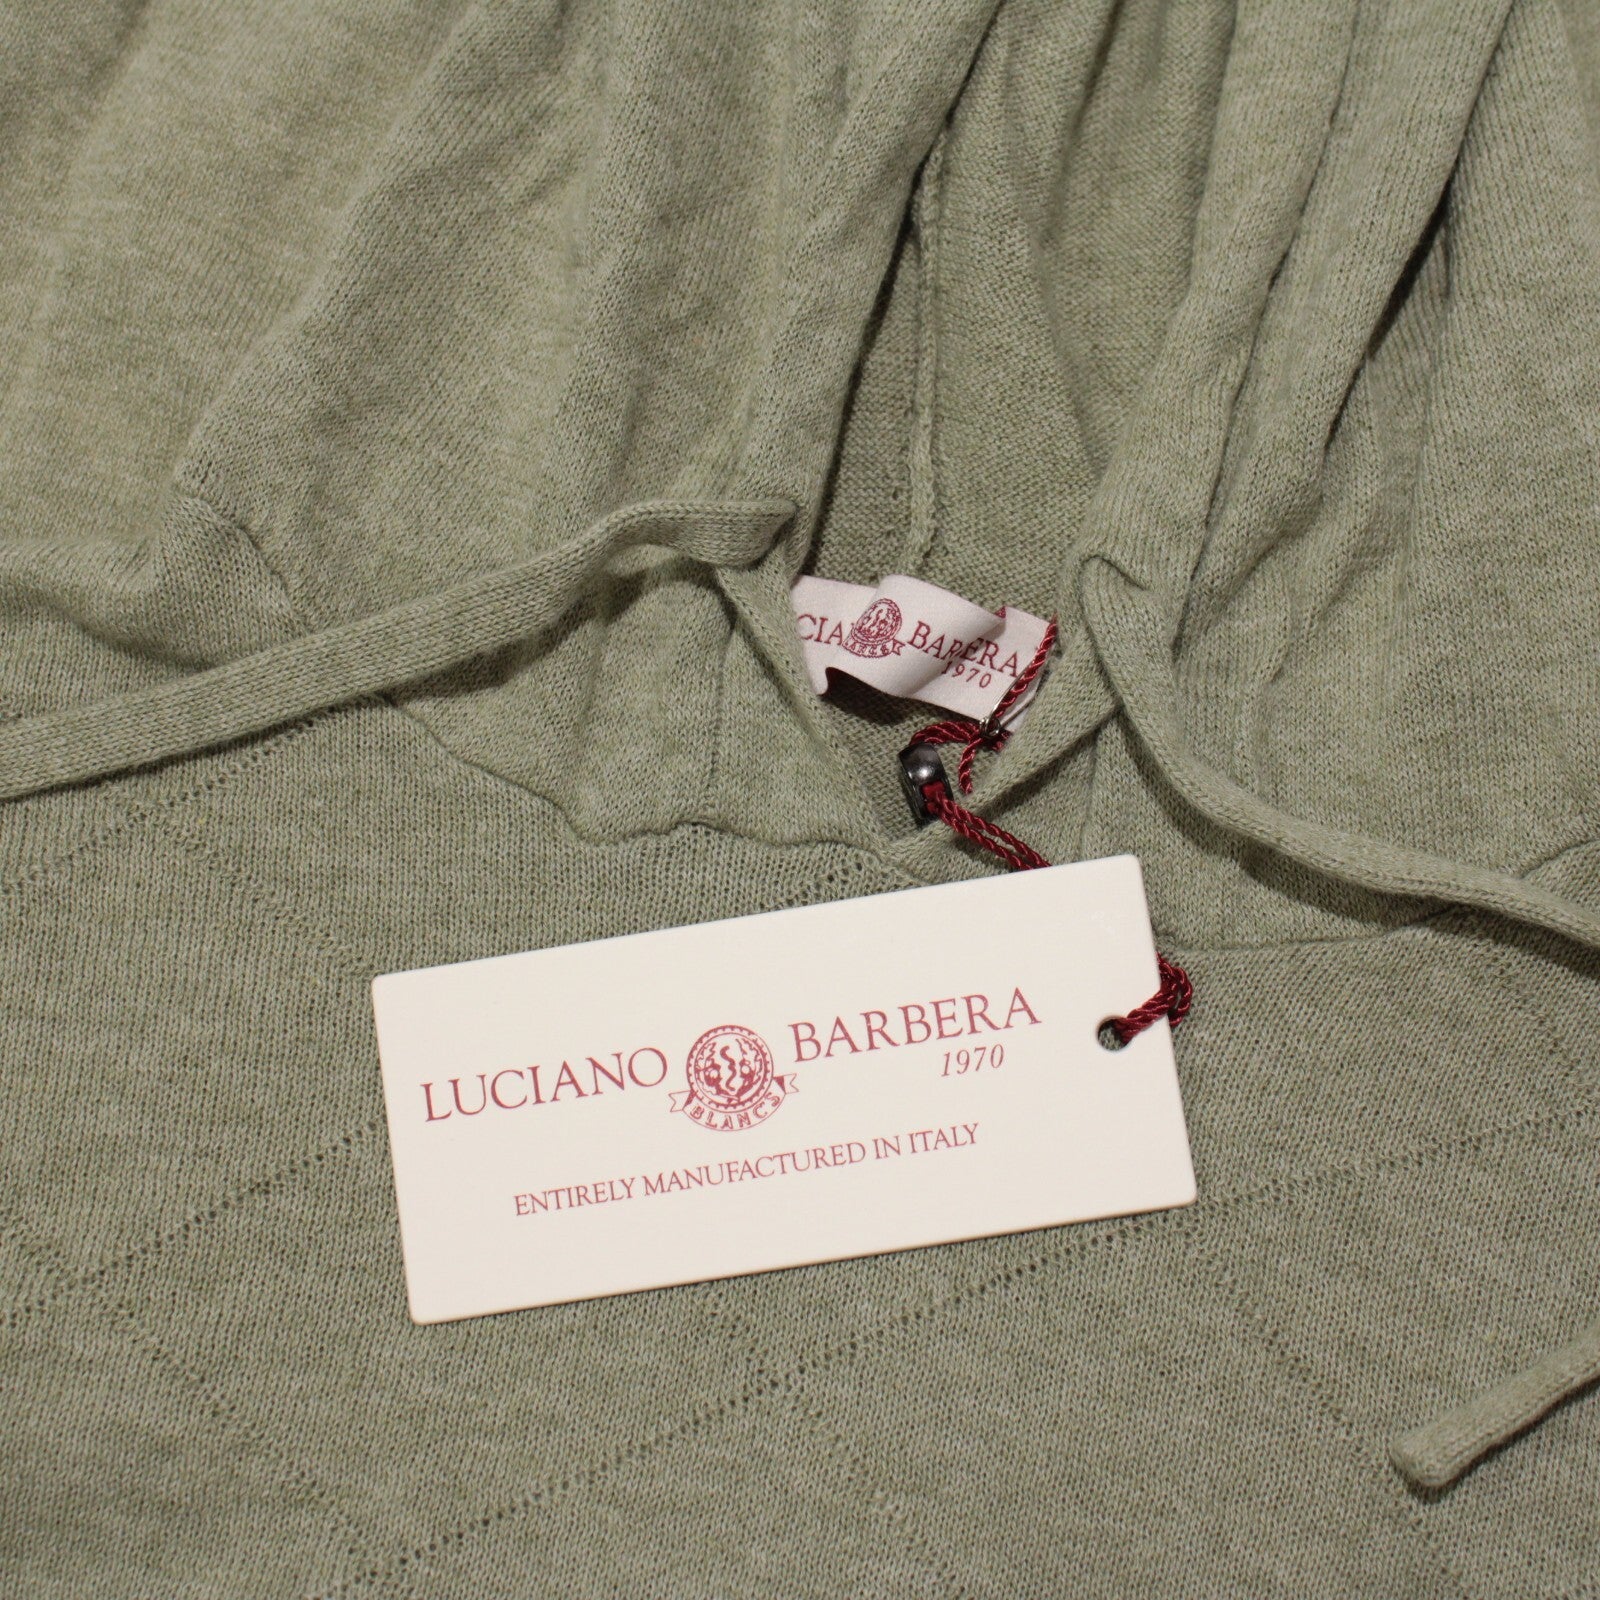 BARBERA
1970
LUCIANO BARBERA
1970
BLANCS
ENTIRELY MANUFACTURED IN ITALY